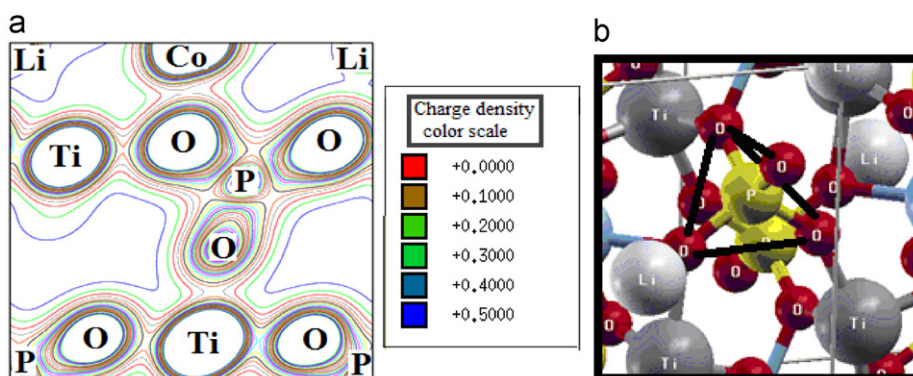 a
Li Co Li
Ti O O
P
O
O Ti O
P P
Charge density
color scale
+0.0000
+0.1000
+0.2000
+0.3000
+0.4000
+0.5000
b
O Li
Ti O
O Li
P
O O
O O
Li O
O Ti
O
Ti O